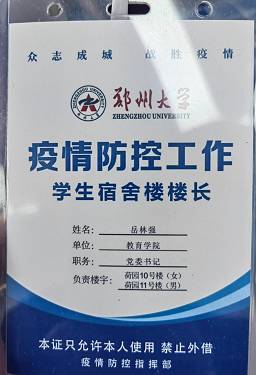 众志成城 战胜疫情
郑州大学
ZHENGZHOU UNIVERSITY
疫情防控工作
学生宿舍楼楼长
姓名: 岳林强
单位: 教育学院
职务: 党委书记
负责楼宇: 荷园10号楼(女)
荷园11号楼(男)
本证只允许本人使用 禁止外借
疫情防控指挥部